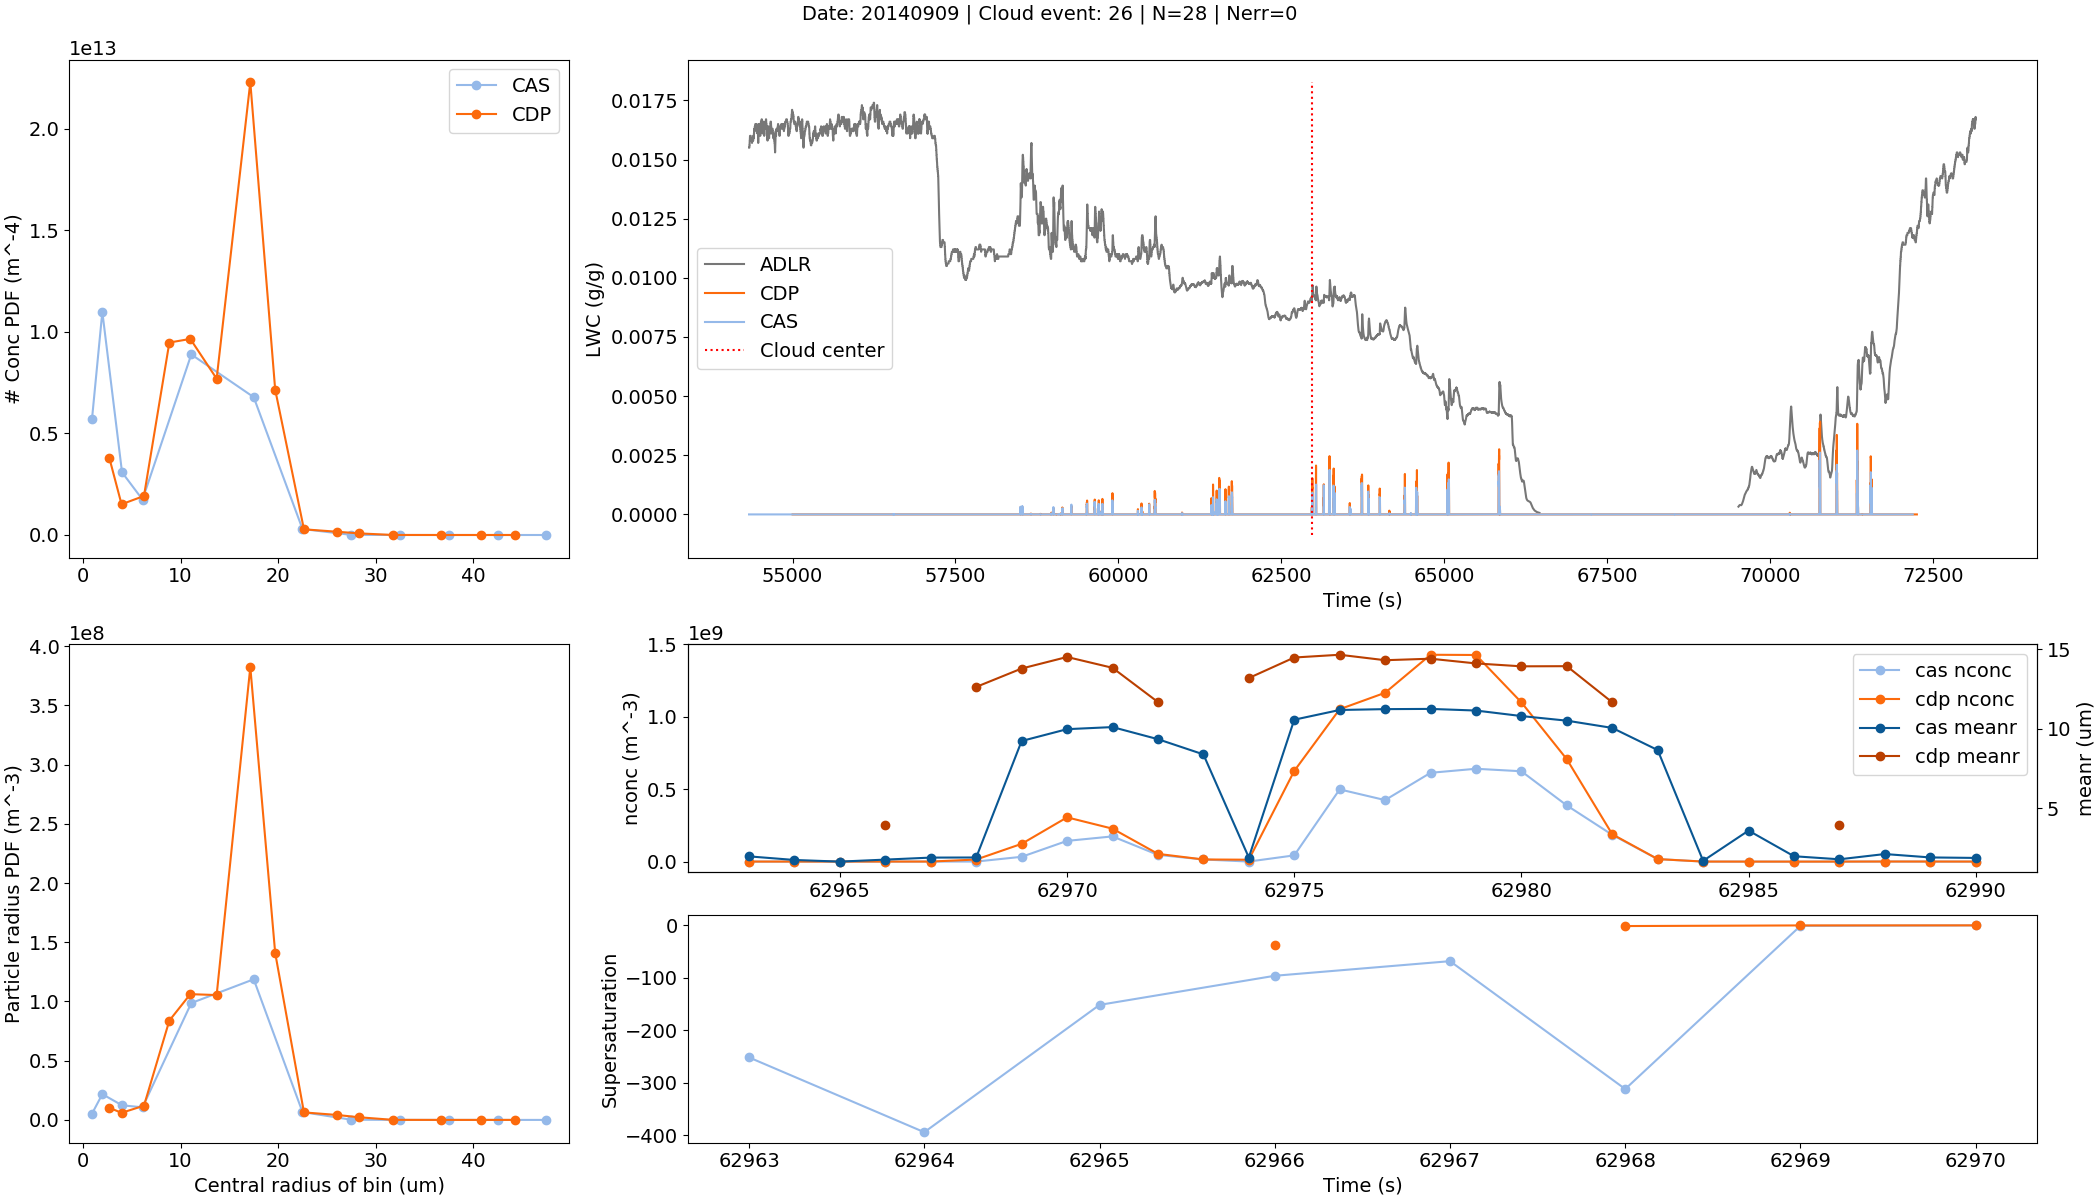 Date: 20140909 | Cloud event: 26 | N=28 | Nerr=0
1e13
# Conc PDF (m^-4)
2.0
1.5
1.0
0.5
0.0
0 10 20 30 40
CAS
CDP
LWC (g/g)
0.0175
0.0150
0.0125
0.0100
0.0075
0.0050
0.0025
0.0000
ADLR
CDP
CAS
Cloud center
55000 57500 60000 62500 65000 67500 70000 72500
Time (s)
1e8
Particle radius PDF (m^-3)
4.0
3.5
3.0
2.5
2.0
1.5
1.0
0.5
0.0
0 10 20 30 40
Central radius of bin (um)
1e9
nconc (m^-3)
1.5
1.0
0.5
0.0
62965 62970 62975 62980 62985 62990
cas nconc
cdp nconc
cas meanr
cdp meanr
15
10
5
meanr (um)
Supersaturation
0
−100
−200
−300
−400
62963 62964 62965 62966 62967 62968 62969 62970
Time (s)